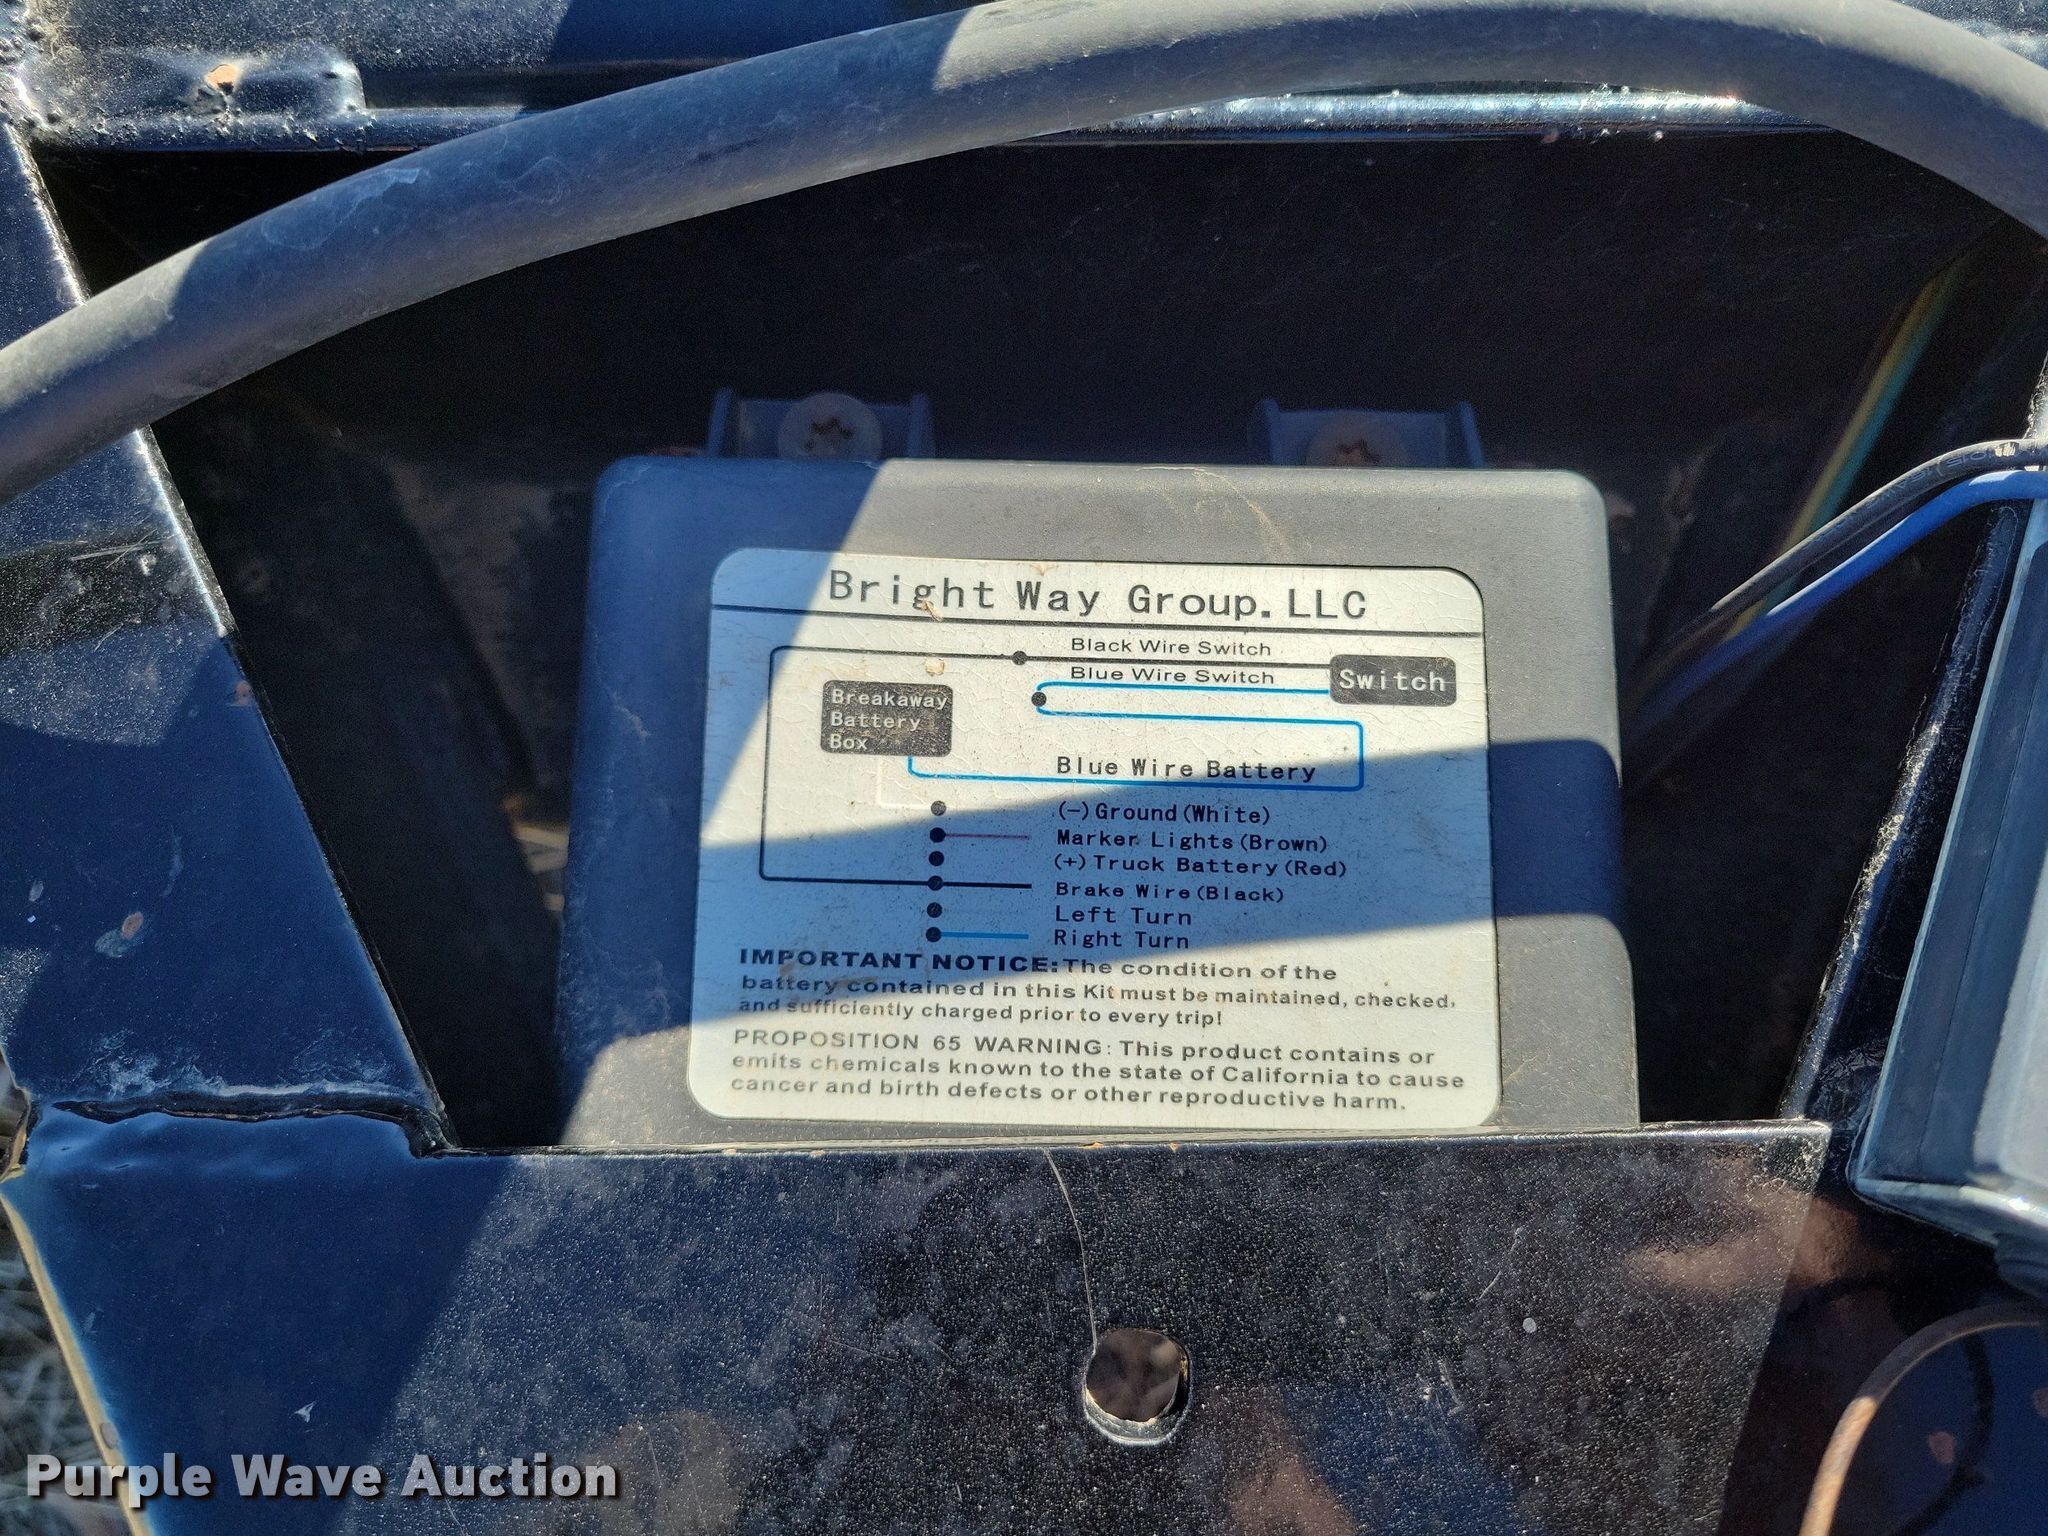 Bright Way Group. LLC
Black Wire Switch
Blue Wire Switch
Switch
Breakaway
Battery
Box
Blue Wire Battery
(-) Ground (White)
Marker Lights (Brown)
(+) Truck Battery (Red)
Brake Wire (Black)
Left Turn
Right Turn
IMPORTANT NOTICE: The condition of the
battery contained in this Kit must be maintained, checked,
and sufficiently charged prior to every trip!
PROPOSITION 65 WARNING: This product contains or
emits chemicals known to the state of California to cause
cancer and birth defects or other reproductive harm.
Purple Wave Auction